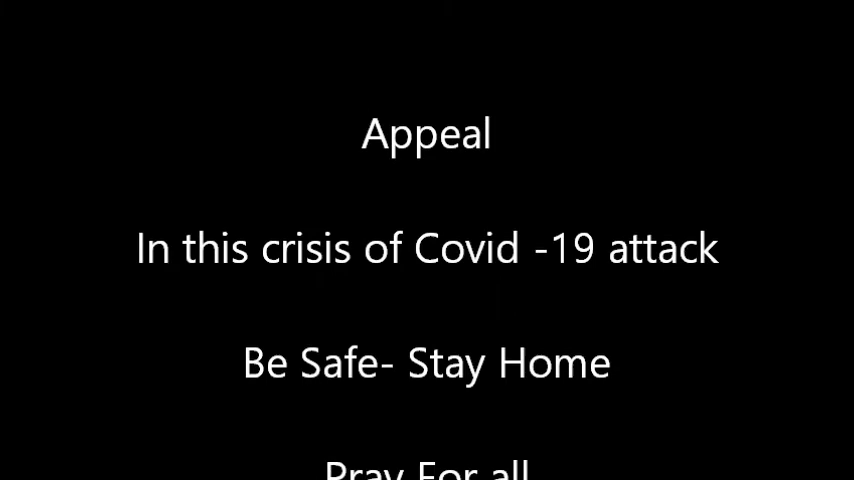 Appeal
In this crisis of Covid -19 attack
Be Safe- Stay Home
Pray For all